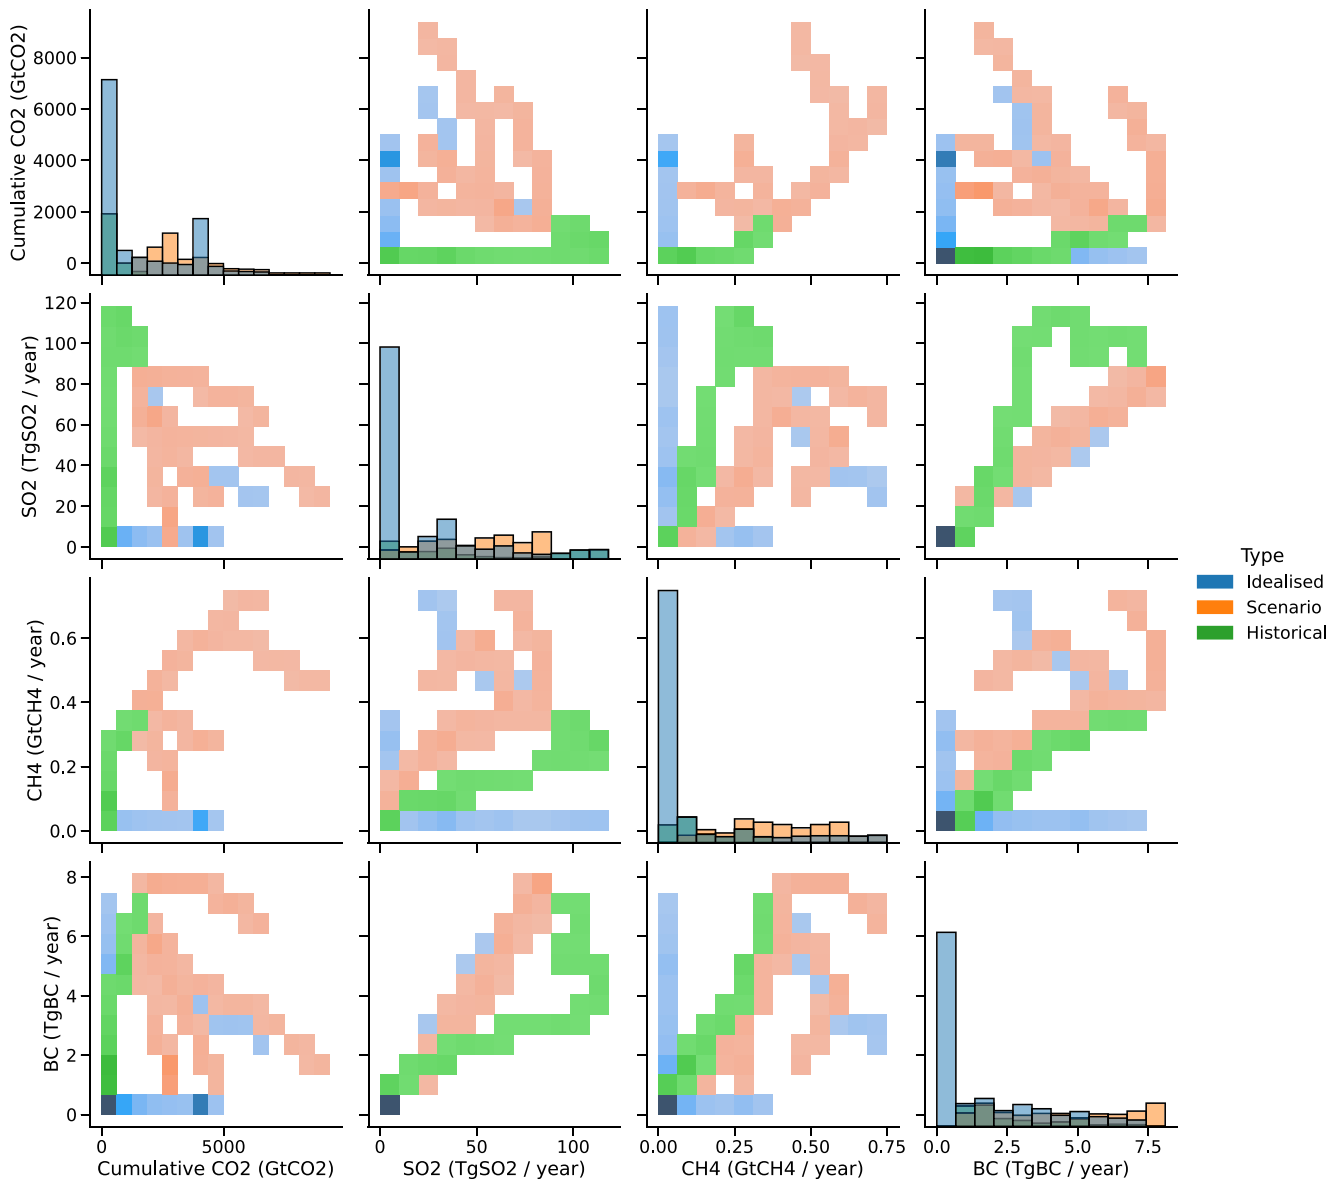 Cumulative CO2 (GtCO2)
8000
6000
4000
2000
0
SO2 (TgSO2 / year)
120
100
80
60
40
20
0
Type
Idealised
Scenario
Historical
CH4 (GtCH4 / year)
0.6
0.4
0.2
0.0
BC (TgBC / year)
8
6
4
2
0
0 5000
0 50 100
0.00 0.25 0.50 0.75
0.0 2.5 5.0 7.5
Cumulative CO2 (GtCO2)
SO2 (TgSO2 / year)
CH4 (GtCH4 / year)
BC (TgBC / year)